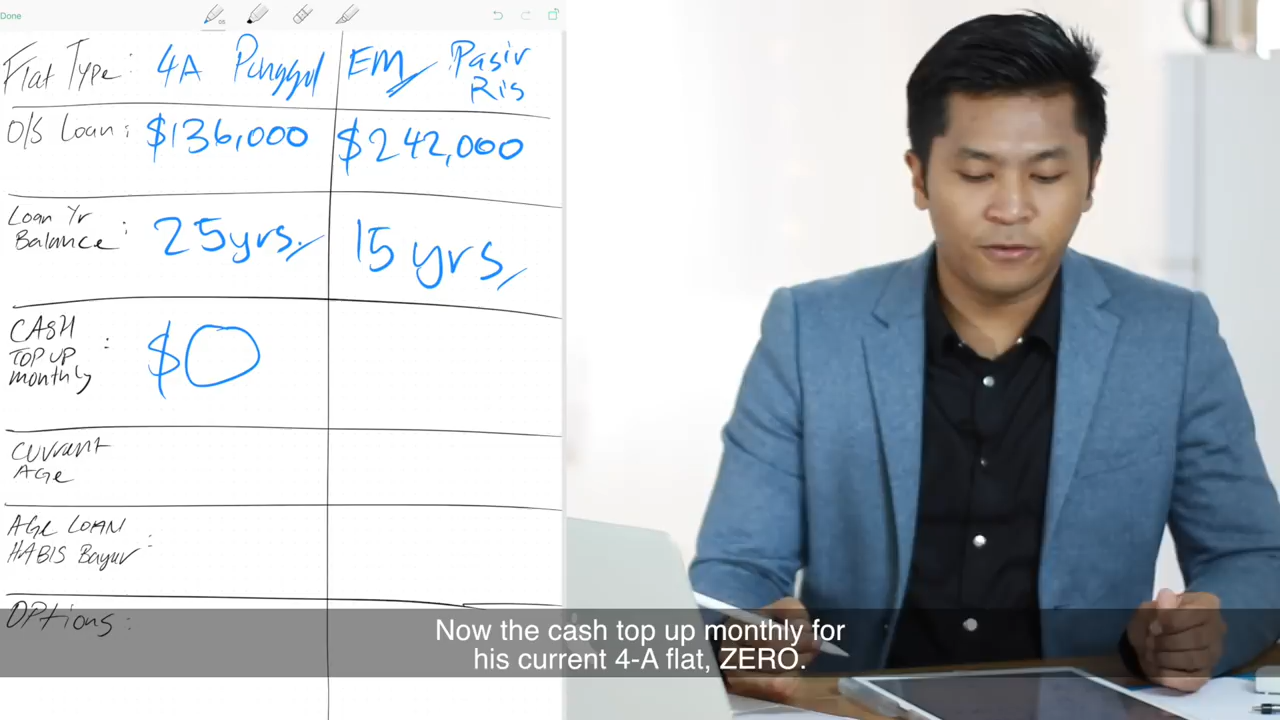 Done
Flat Type: 4A Punggol EM Pasir Ris
O/S Loan: $136,000 $242,000
Loan Yr Balance: 25yrs. 15 yrs
CASH TOP UP monthly: $0
Current Age
AGE LOAN HABIS Bayar:
OPtions:
Now the cash top up monthly for
his current 4-A flat, ZERO.